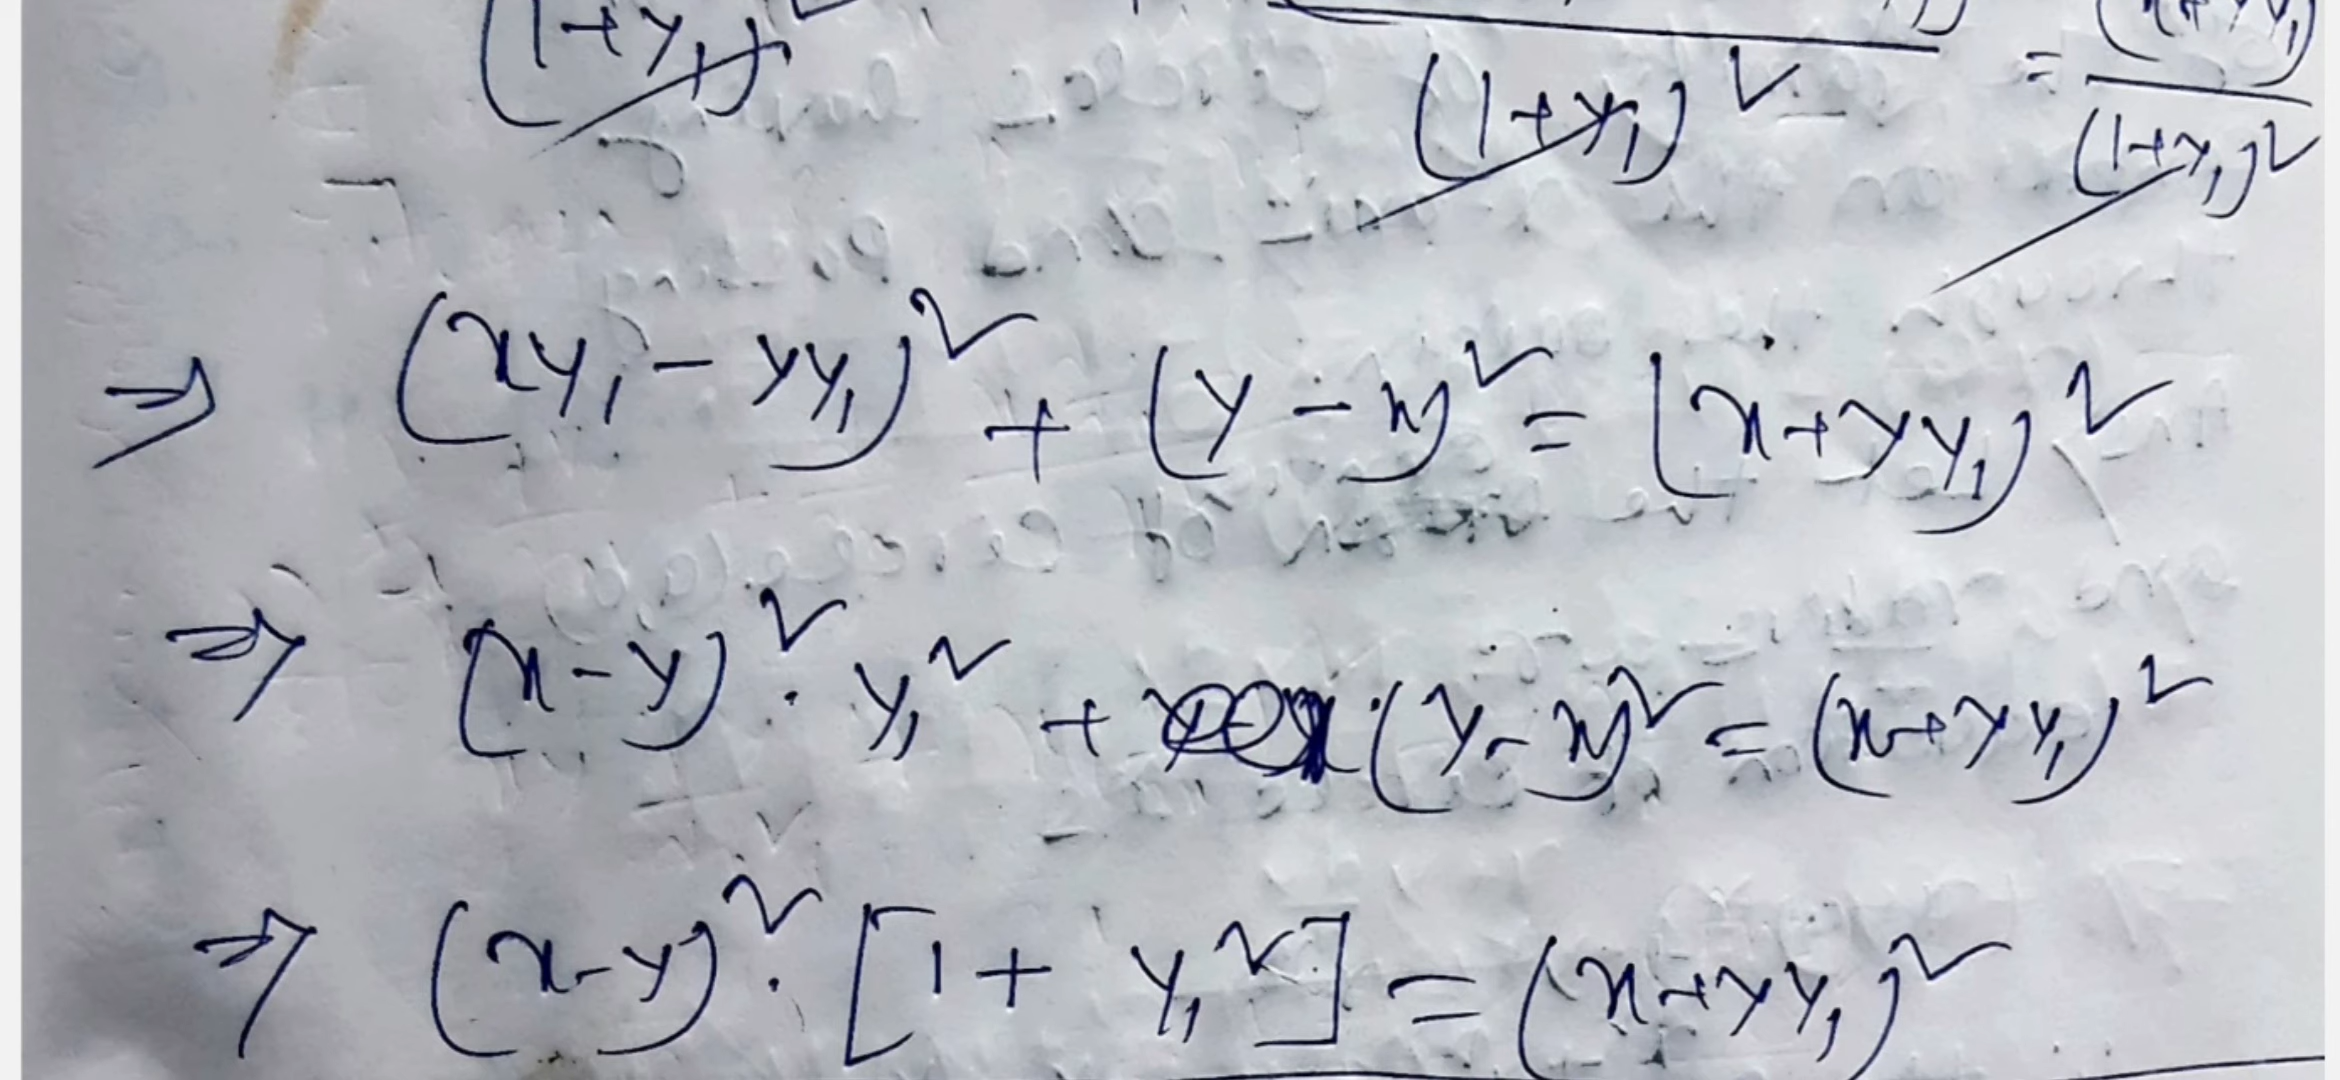 (1+y₁)² (1+y₁)² = (x+yy₁) / (1+y₁)²
⇒ (xy₁ - yy₁)² + (y - x)² = (x+yy₁)²
⇒ (x-y)² · y₁² + (y-x)² = (x+yy₁)²
⇒ (x-y)² · [1 + y₁²] = (x+yy₁)²